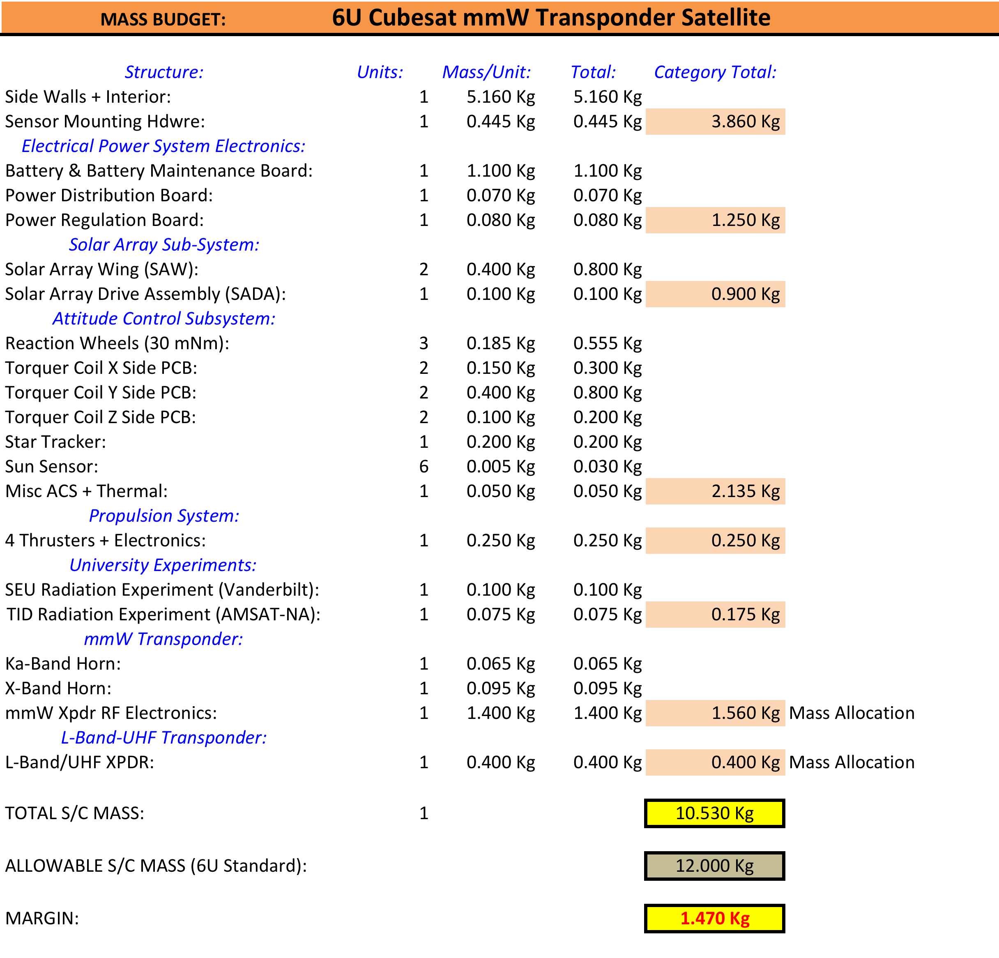 MASS BUDGET: 6U Cubesat mmW Transponder Satellite
Structure: Units: Mass/Unit: Total: Category Total:
Side Walls + Interior: 1 5.160 Kg 5.160 Kg
Sensor Mounting Hdwre: 1 0.445 Kg 0.445 Kg 3.860 Kg
Electrical Power System Electronics:
Battery & Battery Maintenance Board: 1 1.100 Kg 1.100 Kg
Power Distribution Board: 1 0.070 Kg 0.070 Kg
Power Regulation Board: 1 0.080 Kg 0.080 Kg 1.250 Kg
Solar Array Sub-System:
Solar Array Wing (SAW): 2 0.400 Kg 0.800 Kg
Solar Array Drive Assembly (SADA): 1 0.100 Kg 0.100 Kg 0.900 Kg
Attitude Control Subsystem:
Reaction Wheels (30 mNm): 3 0.185 Kg 0.555 Kg
Torquer Coil X Side PCB: 2 0.150 Kg 0.300 Kg
Torquer Coil Y Side PCB: 2 0.400 Kg 0.800 Kg
Torquer Coil Z Side PCB: 2 0.100 Kg 0.200 Kg
Star Tracker: 1 0.200 Kg 0.200 Kg
Sun Sensor: 6 0.005 Kg 0.030 Kg
Misc ACS + Thermal: 1 0.050 Kg 0.050 Kg 2.135 Kg
Propulsion System:
4 Thrusters + Electronics: 1 0.250 Kg 0.250 Kg 0.250 Kg
University Experiments:
SEU Radiation Experiment (Vanderbilt): 1 0.100 Kg 0.100 Kg
TID Radiation Experiment (AMSAT-NA): 1 0.075 Kg 0.075 Kg 0.175 Kg
mmW Transponder:
Ka-Band Horn: 1 0.065 Kg 0.065 Kg
X-Band Horn: 1 0.095 Kg 0.095 Kg
mmW Xpdr RF Electronics: 1 1.400 Kg 1.400 Kg 1.560 Kg Mass Allocation
L-Band-UHF Transponder:
L-Band/UHF XPDR: 1 0.400 Kg 0.400 Kg 0.400 Kg Mass Allocation
TOTAL S/C MASS: 1 10.530 Kg
ALLOWABLE S/C MASS (6U Standard): 12.000 Kg
MARGIN: 1.470 Kg